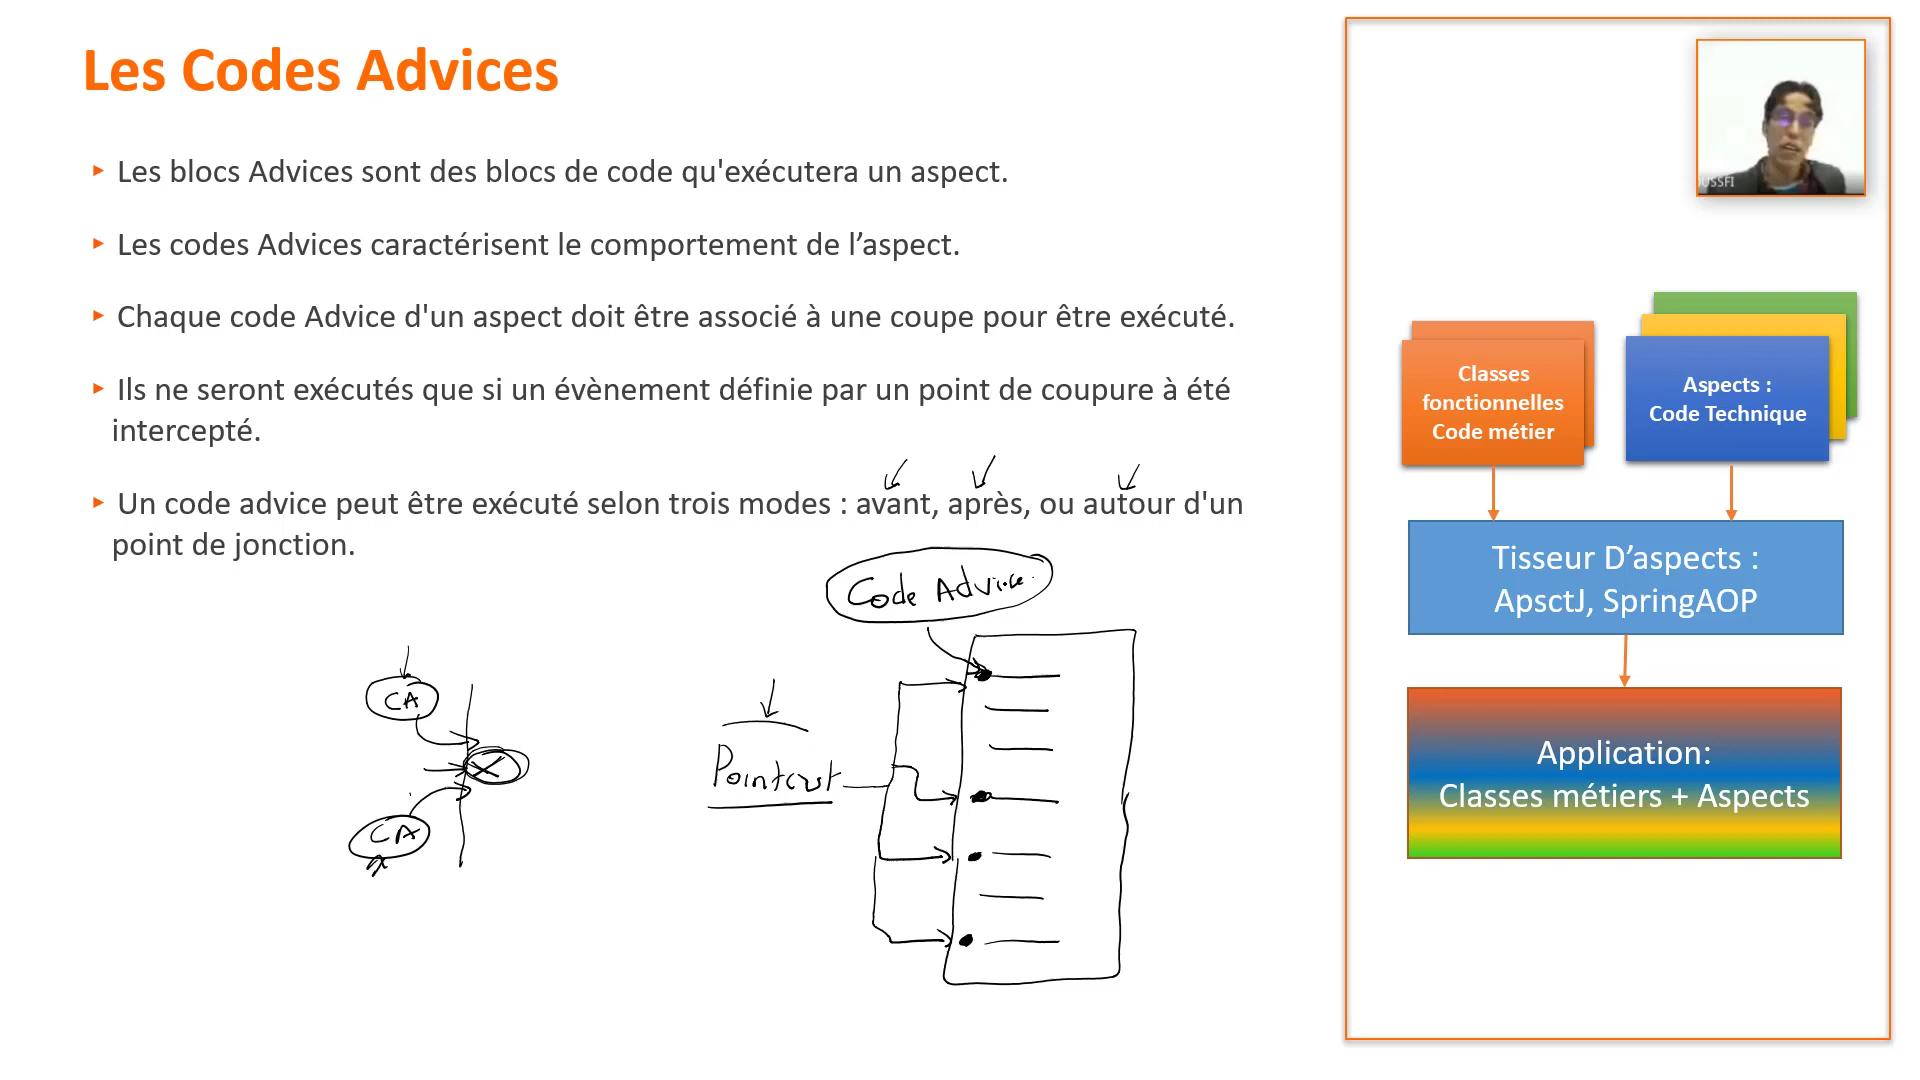 Les Codes Advices
Les blocs Advices sont des blocs de code qu'exécutera un aspect.
Les codes Advices caractérisent le comportement de l’aspect.
Chaque code Advice d'un aspect doit être associé à une coupe pour être exécuté.
Ils ne seront exécutés que si un évènement définie par un point de coupure à été
intercepté.
Un code advice peut être exécuté selon trois modes : avant, après, ou autour d'un
point de jonction.
Code Advice
CA
Pointcut
CA
USSFI
Classes
fonctionnelles
Code métier
Aspects :
Code Technique
Tisseur D’aspects :
ApsctJ, SpringAOP
Application:
Classes métiers + Aspects